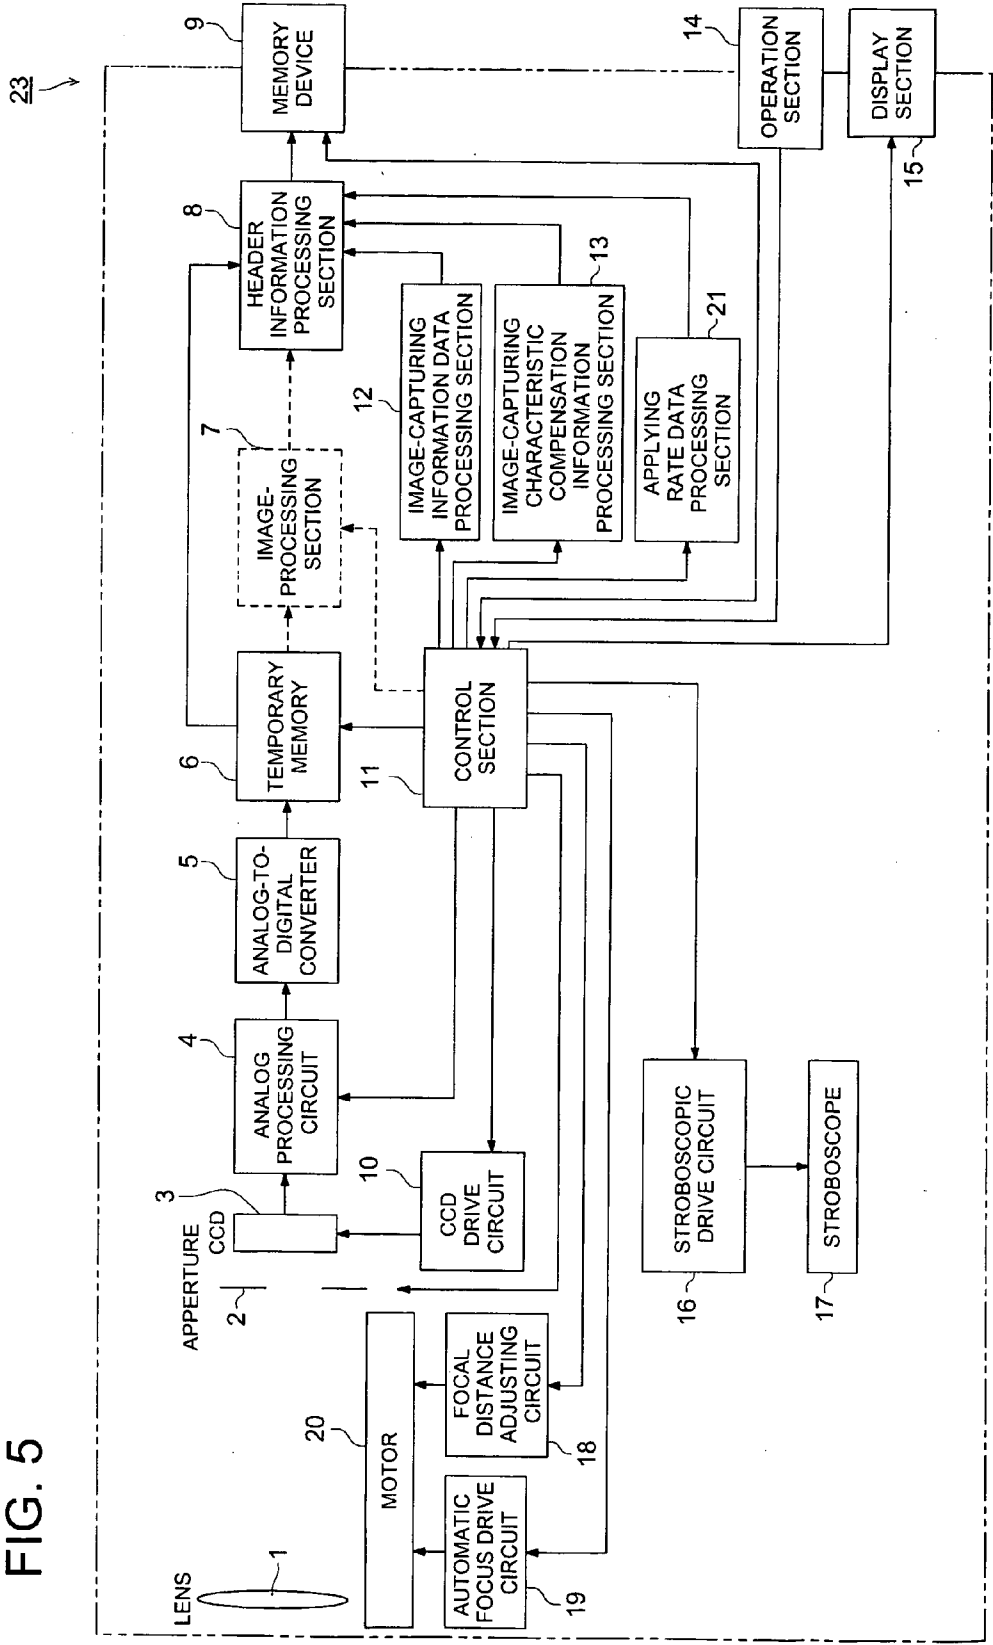 FIG. 5
23
LENS
1
APPERTURE
2
CCD
3
4
ANALOG
PROCESSING
CIRCUIT
5
ANALOG-TO-
DIGITAL
CONVERTER
6
TEMPORARY
MEMORY
7
IMAGE-
PROCESSING
SECTION
8
HEADER
INFORMATION
PROCESSING
SECTION
9
MEMORY
DEVICE
20
MOTOR
10
CCD
DRIVE
CIRCUIT
11
CONTROL
SECTION
12
IMAGE-CAPTURING
INFORMATION DATA
PROCESSING SECTION
13
IMAGE-CAPTURING
CHARACTERISTIC
COMPENSATION
INFORMATION
PROCESSING SECTION
AUTOMATIC
FOCUS DRIVE
CIRCUIT
19
FOCAL
DISTANCE
ADJUSTING
CIRCUIT
18
21
APPLYING
RATE DATA
PROCESSING
SECTION
14
OPERATION
SECTION
STROBOSCOPIC
DRIVE CIRCUIT
16
DISPLAY
SECTION
15
STROBOSCOPE
17